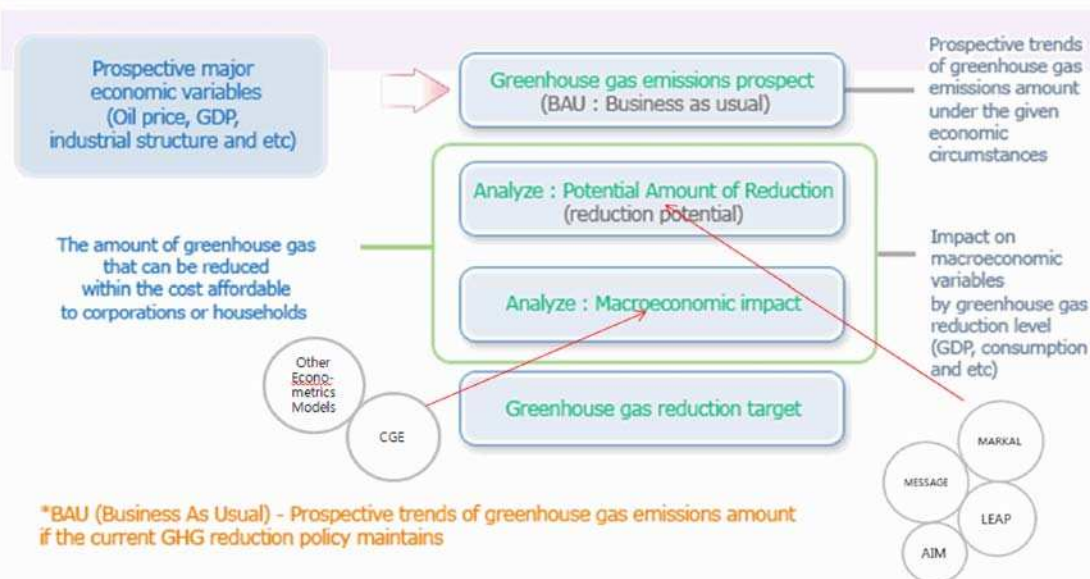 Prospective major
economic variables
(Oil price, GDP,
industrial structure and etc)
Greenhouse gas emissions prospect
(BAU : Business as usual)
Prospective trends
of greenhouse gas
emissions amount
under the given
economic
circumstances
Analyze : Potential Amount of Reduction
(reduction potential)
The amount of greenhouse gas
that can be reduced
within the cost affordable
to corporations or households
Analyze : Macroeconomic impact
Impact on
macroeconomic
variables
by greenhouse gas
reduction level
(GDP, consumption
and etc)
Other
Econo-
metrics
Models
CGE
Greenhouse gas reduction target
MARKAL
MESSAGE
LEAP
AIM
*BAU (Business As Usual) - Prospective trends of greenhouse gas emissions amount
if the current GHG reduction policy maintains